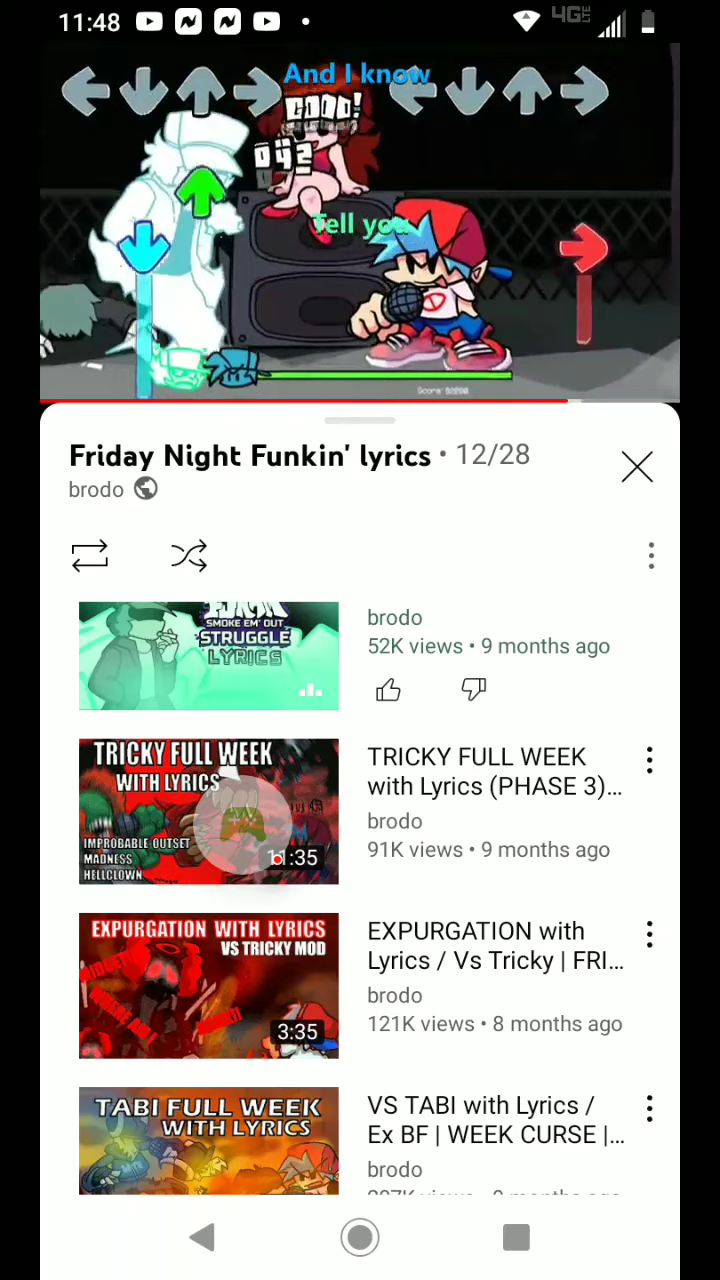 11:48
4G LTE
And I know
GOOD!
042
Tell you
Friday Night Funkin' lyrics • 12/28
brodo
SMOKE EM' OUT
STRUGGLE
LYRICS
brodo
52K views • 9 months ago
TRICKY FULL WEEK
WITH LYRICS
IMPROBABLE OUTSET
MADNESS
HELLCLOWN
11:35
TRICKY FULL WEEK
with Lyrics (PHASE 3)...
brodo
91K views • 9 months ago
EXPURGATION WITH LYRICS
VS TRICKY MOD
3:35
EXPURGATION with
Lyrics / Vs Tricky | FRI...
brodo
121K views • 8 months ago
TABI FULL WEEK
WITH LYRICS
VS TABI with Lyrics /
Ex BF | WEEK CURSE |...
brodo